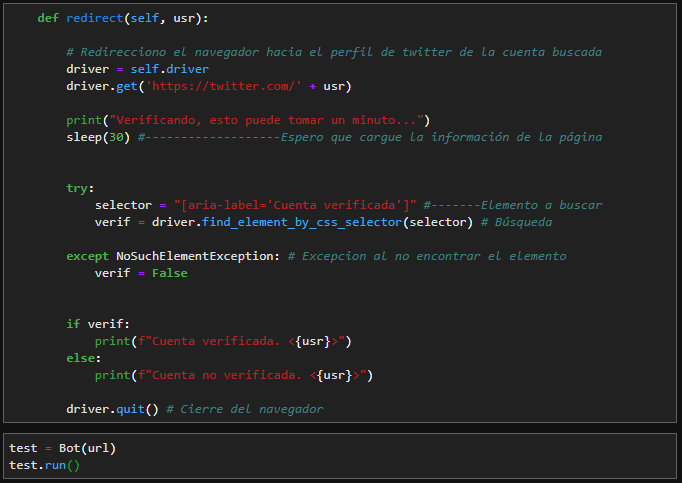 def redirect(self, usr):
# Redirecciono el navegador hacia el perfil de twitter de la cuenta buscada
driver = self.driver
driver.get('https://twitter.com/' + usr)
print("Verificando, esto puede tomar un minuto...")
sleep(30) #-------------------Espero que cargue la información de la página
try:
selector = "[aria-label='Cuenta verificada']" #-------Elemento a buscar
verif = driver.find_element_by_css_selector(selector) # Búsqueda
except NoSuchElementException: # Excepcion al no encontrar el elemento
verif = False
if verif:
print(f"Cuenta verificada. <{usr}>")
else:
print(f"Cuenta no verificada. <{usr}>")
driver.quit() # Cierre del navegador
test = Bot(url)
test.run()